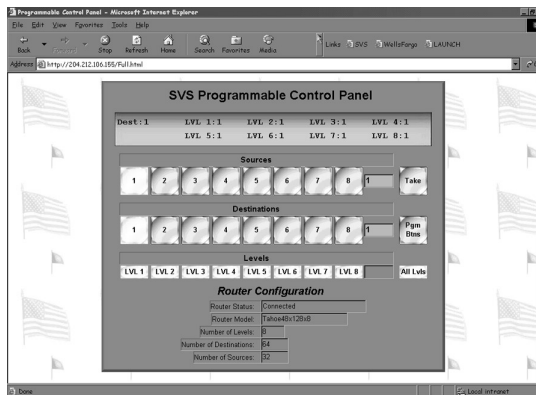 Programmable Control Panel - Microsoft Internet Explorer
File Edit View Favorites Tools Help
Back Forward Stop Refresh Home Search Favorites Media Links SVS WellsFargo LAUNCH
Address http://204.212.106.155/Full.html
SVS Programmable Control Panel
Dest:1 LVL 1:1 LVL 2:1 LVL 3:1 LVL 4:1
LVL 5:1 LVL 6:1 LVL 7:1 LVL 8:1
Sources
1 2 3 4 5 6 7 8 1 Take
Destinations
1 2 3 4 5 6 7 8 1 Pgm Btns
Levels
LVL 1 LVL 2 LVL 3 LVL 4 LVL 5 LVL 6 LVL 7 LVL 8 All Lvls
Router Configuration
Router Status: Connected
Router Model: Tahoe48x128x8
Number of Levels: 8
Number of Destinations: 64
Number of Sources: 32
Done Local intranet